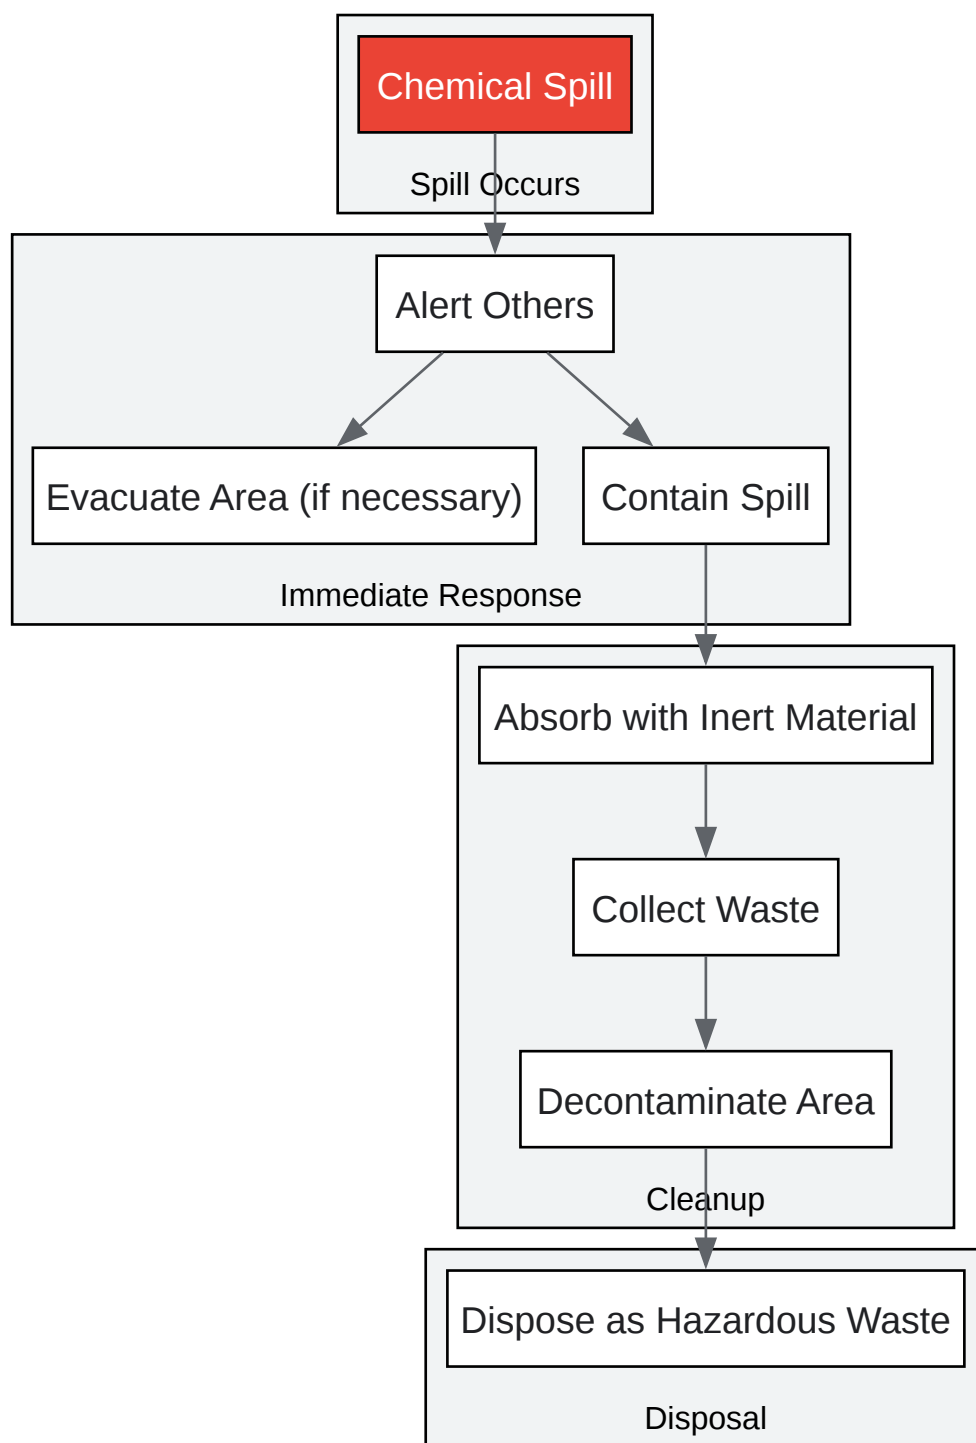 Chemical Spill
Spill Occurs
Alert Others
Evacuate Area (if necessary)
Contain Spill
Immediate Response
Absorb with Inert Material
Collect Waste
Decontaminate Area
Cleanup
Dispose as Hazardous Waste
Disposal